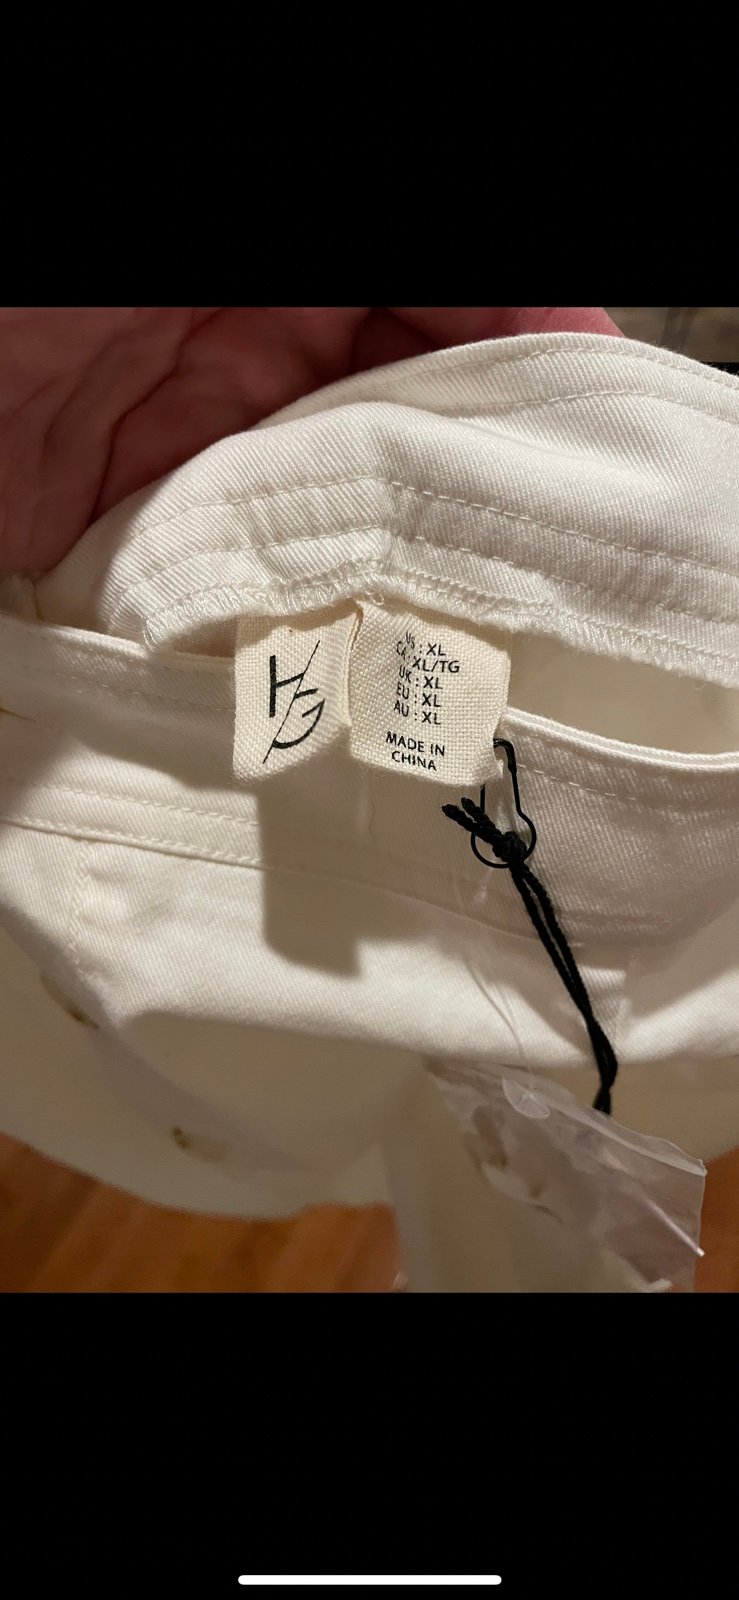 H/G
US : XL
CA : XL/TG
UK : XL
EU : XL
AU : XL
MADE IN
CHINA